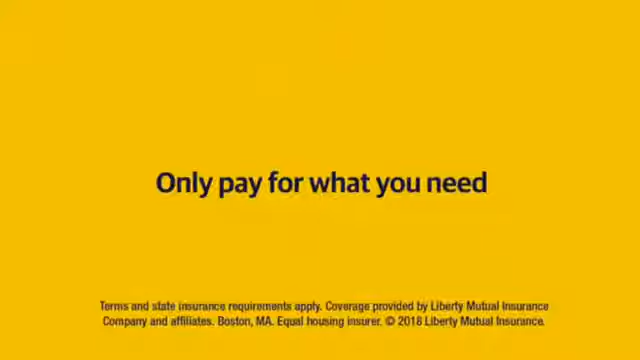 Only pay for what you need
Terms and state insurance requirements apply. Coverage provided by Liberty Mutual Insurance
Company and affiliates. Boston, MA. Equal housing insurer. © 2018 Liberty Mutual Insurance.